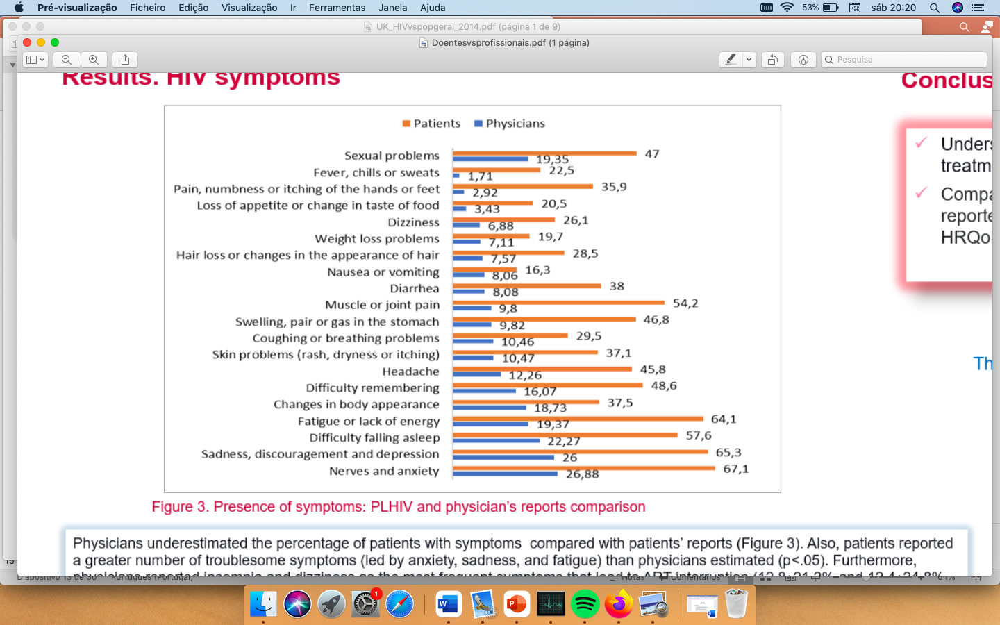 Pré-visualização Ficheiro Edição Visualização Ir Ferramentas Janela Ajuda 53% sáb 20:20
UK_HIVvspopgeral_2014.pdf (página 1 de 9)
Doentesvsprofissionais.pdf (1 página)
Pesquisa
Results. HIV symptoms
Patients Physicians
Sexual problems 47
19,35
Fever, chills or sweats 22,5
1,71
Pain, numbness or itching of the hands or feet 35,9
2,92
Loss of appetite or change in taste of food 20,5
3,43
Dizziness 26,1
6,88
Weight loss problems 19,7
7,11
Hair loss or changes in the appearance of hair 28,5
7,57
Nausea or vomiting 16,3
8,06
Diarrhea 38
8,08
Muscle or joint pain 54,2
9,8
Swelling, pair or gas in the stomach 46,8
9,82
Coughing or breathing problems 29,5
10,46
Skin problems (rash, dryness or itching) 37,1
10,47
Headache 45,8
12,26
Difficulty remembering 48,6
16,07
Changes in body appearance 37,5
18,73
Fatigue or lack of energy 64,1
19,37
Difficulty falling asleep 57,6
22,27
Sadness, discouragement and depression 65,3
26
Nerves and anxiety 67,1
26,88
Figure 3. Presence of symptoms: PLHIV and physician's reports comparison
Physicians underestimated the percentage of patients with symptoms compared with patients' reports (Figure 3). Also, patients reported
a greater number of troublesome symptoms (led by anxiety, sadness, and fatigue) than physicians estimated (p<.05). Furthermore,
Conclus
Unders
treatm
Compa
reporte
HRQol
Th
15
Diapositivo 15 de 30 Português (Portugal) Notas Comentários 64%
1
W
P
W